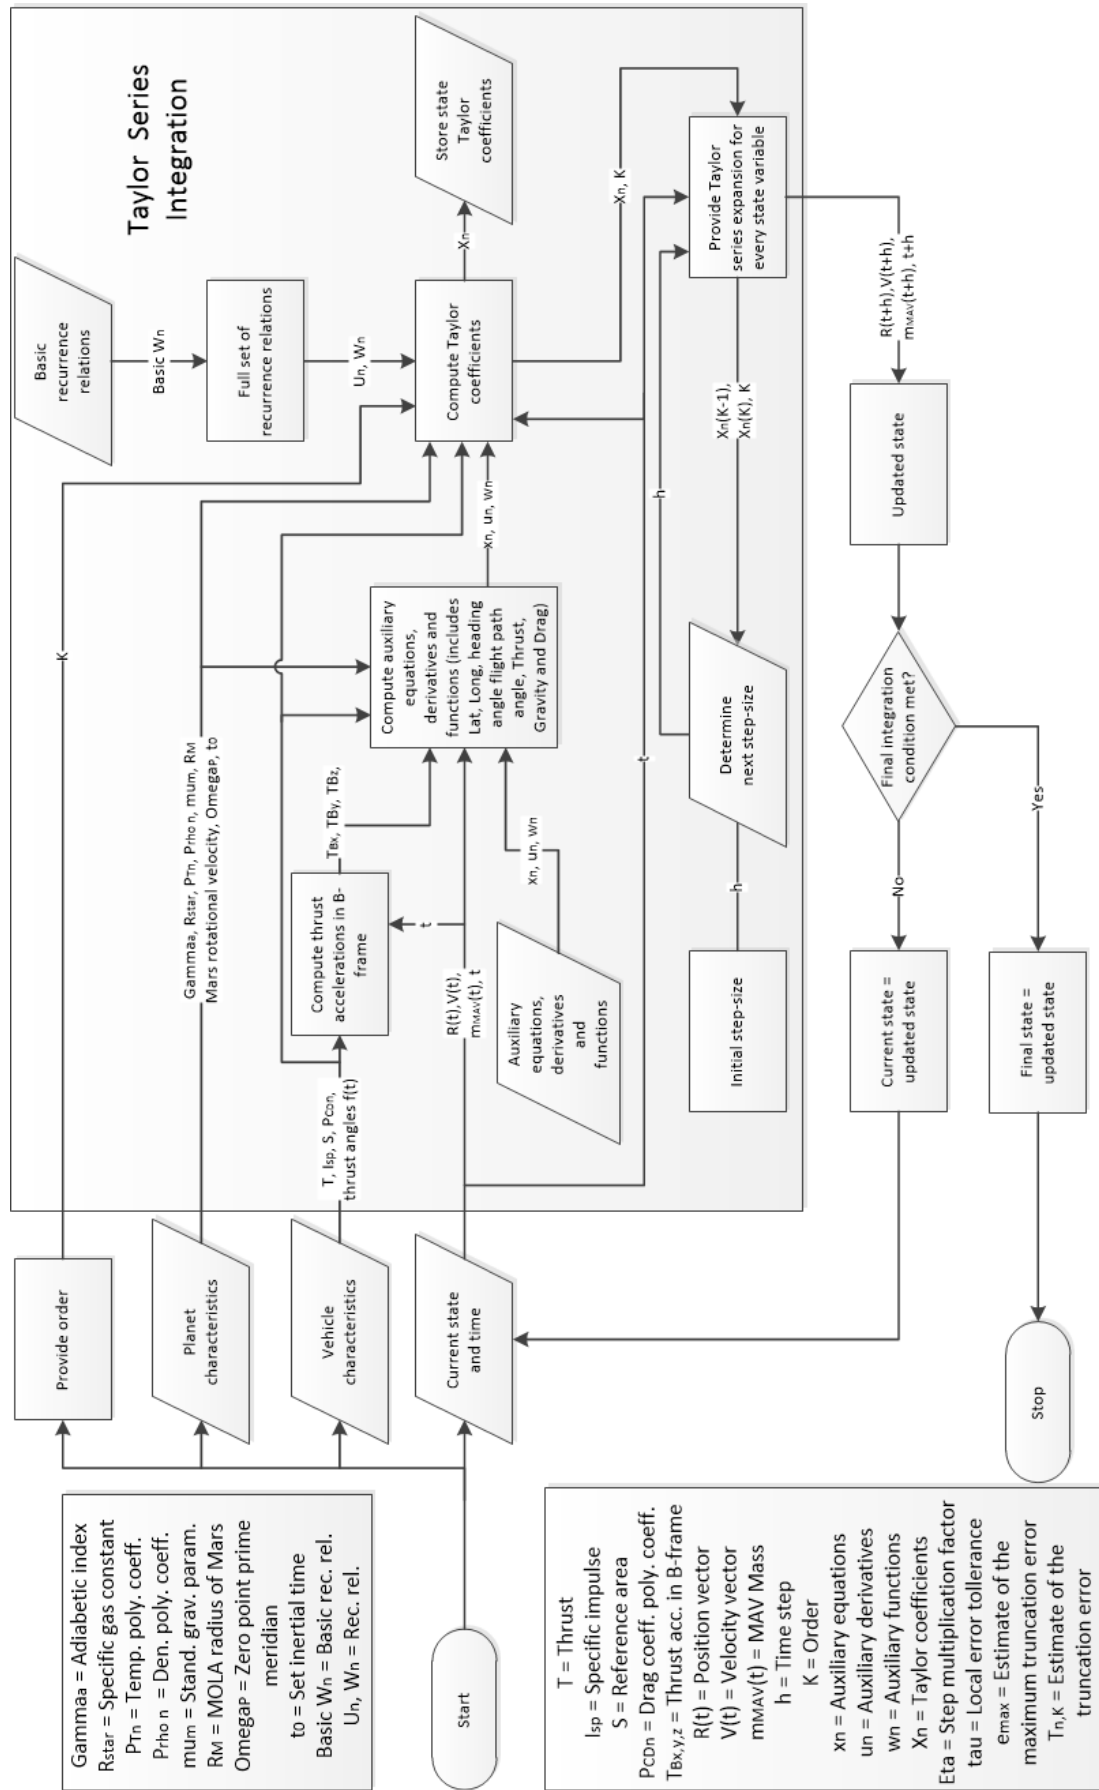 Taylor Series
Integration
Basic
recurrence
relations
Basic Wn
Full set of
recurrence relations
Un, Wn
Store state
Taylor
coefficients
Xn
Compute Taylor
coefficients
Xn, K
Provide order
K
Planet
characteristics
Gammaa, Rstar, PTn, Prho n, mum, RM
Mars rotational velocity, OmegaP, to
Vehicle
characteristics
T, Isp, S, PCDn,
thrust angles f(t)
Compute thrust
accelerations in B-
frame
TBx, TBy, TBz,
t
Current state
and time
R(t),V(t),
mMAV(t), t
Compute auxiliary
equations,
derivatives and
functions (includes
Lat, Long, heading
angle flight path
angle, Thrust,
Gravity and Drag)
xn, un, wn
Auxiliary
equations,
derivatives
and
functions
xn, un, wn
t
Provide Taylor
series expansion for
every state variable
h
Xn(K-1),
Xn(K), K
Determine
next step-size
h
Initial step-size
R(t+h),V(t+h),
mMAV(t+h), t+h
Updated state
Final integration
condition met?
No
Yes
Current state =
updated state
Final state =
updated state
Start
Stop
Gammaa = Adiabetic index
Rstar = Specific gas constant
PTn = Temp. poly. coeff.
Prho n = Den. poly. coeff.
mum = Stand. grav. param.
RM = MOLA radius of Mars
OmegaP = Zero point prime
meridian
to = Set inertial time
Basic Wn = Basic rec. rel.
Un, Wn = Rec. rel.
T = Thrust
Isp = Specific impulse
S = Reference area
PCDn = Drag coeff. poly. coeff.
TBx,y,z = Thrust acc. in B-frame
R(t) = Position vector
V(t) = Velocity vector
mMAV(t) = MAV Mass
h = Time step
K = Order
xn = Auxiliary equations
un = Auxiliary derivatives
wn = Auxiliary functions
Xn = Taylor coefficients
Eta = Step multiplication factor
tau = Local error tollerance
emax = Estimate of the
maximum truncation error
Tn,K = Estimate of the
truncation error